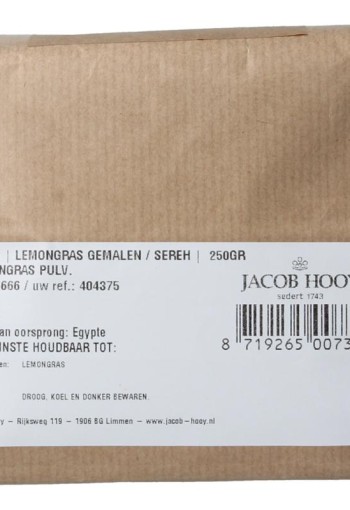 | LEMONGRAS GEMALEN / SEREH | 250GR
NGRAS PULV.
666 / uw ref.: 404375
JACOB HOOY
sedert 1743
an oorsprong: Egypte
INSTE HOUDBAAR TOT:
en: LEMONGRAS
8 719265 0073
DROOG, KOEL EN DONKER BEWAREN.
oy - Rijksweg 119 - 1906 BG Limmen - www.jacob-hooy.nl